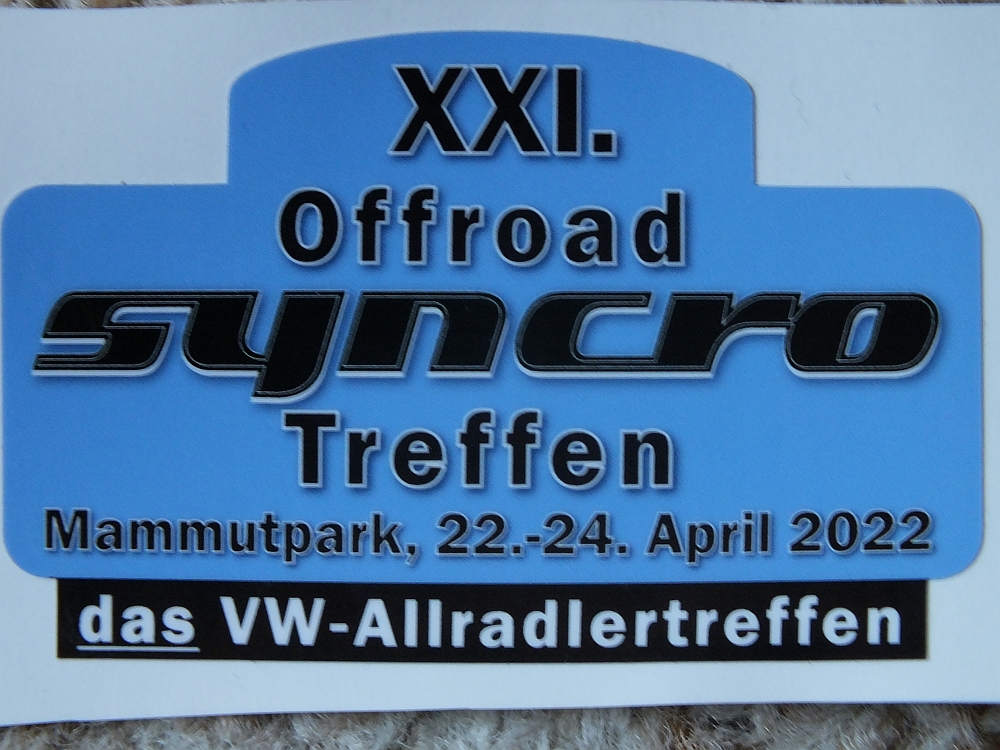 XXI.
Offroad
syncro
Treffen
Mammutpark, 22.-24. April 2022
das VW-Allradlertreffen